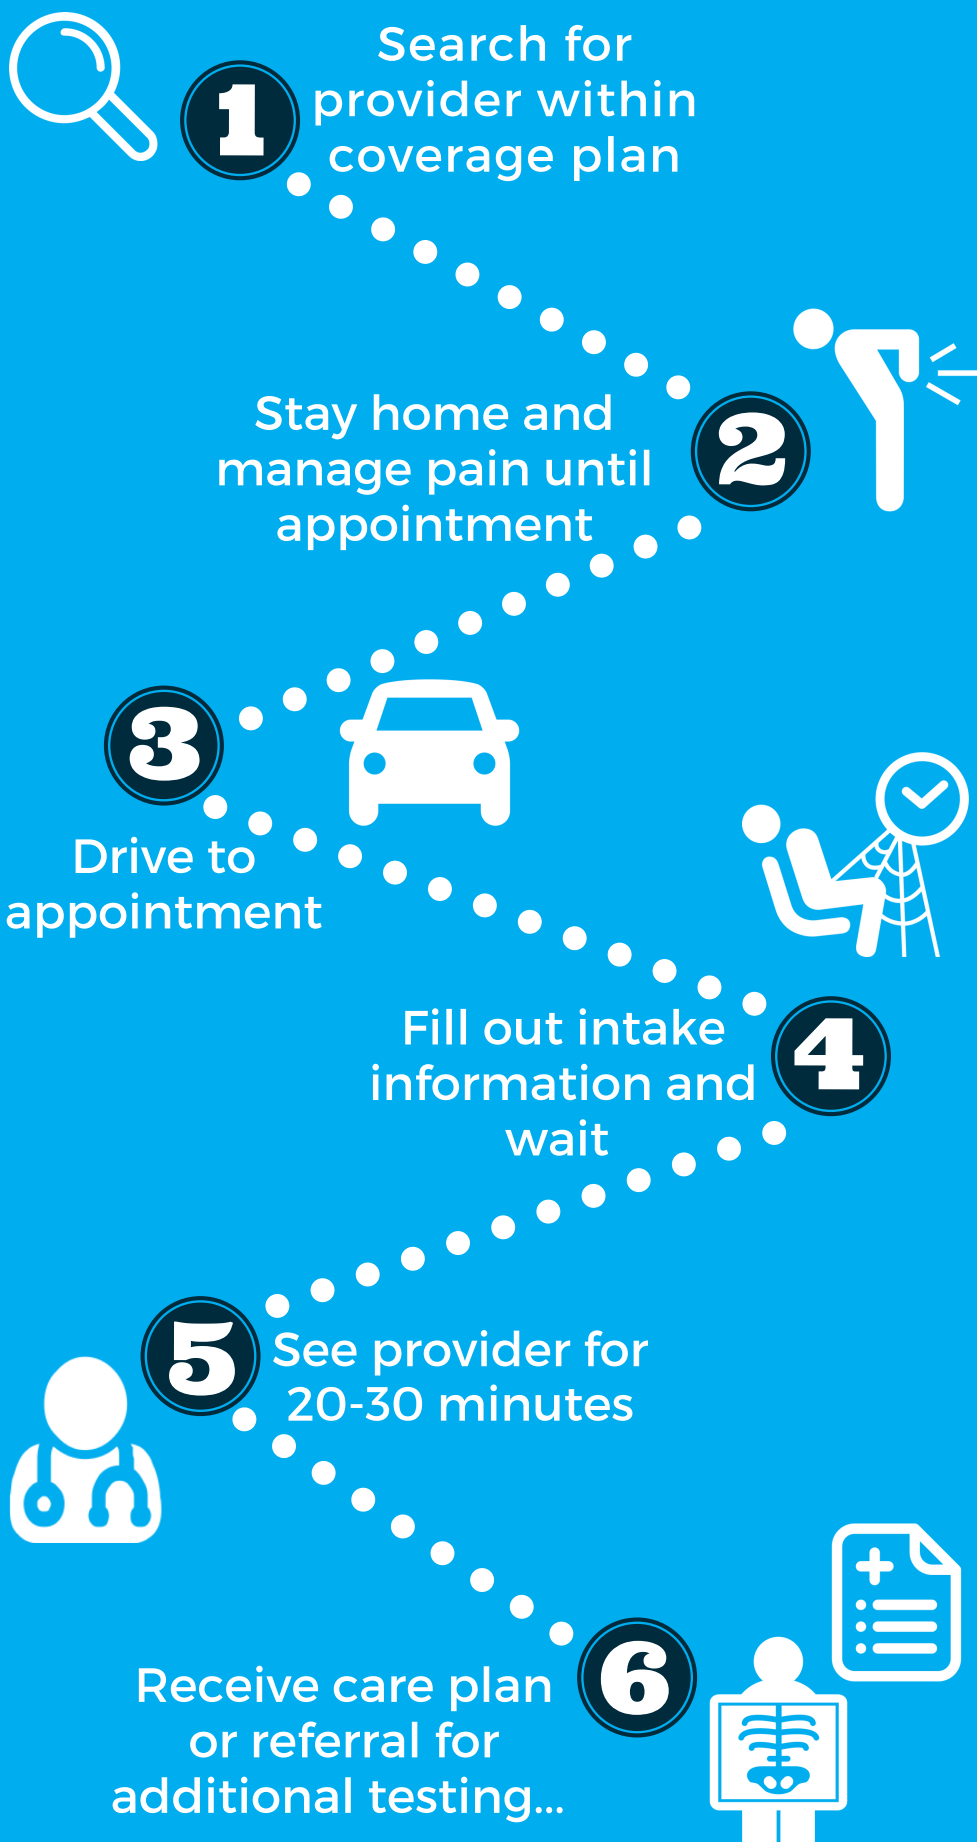 1
Search for
provider within
coverage plan
2
Stay home and
manage pain until
appointment
3
Drive to
appointment
4
Fill out intake
information and
wait
5
See provider for
20-30 minutes
6
Receive care plan
or referral for
additional testing...